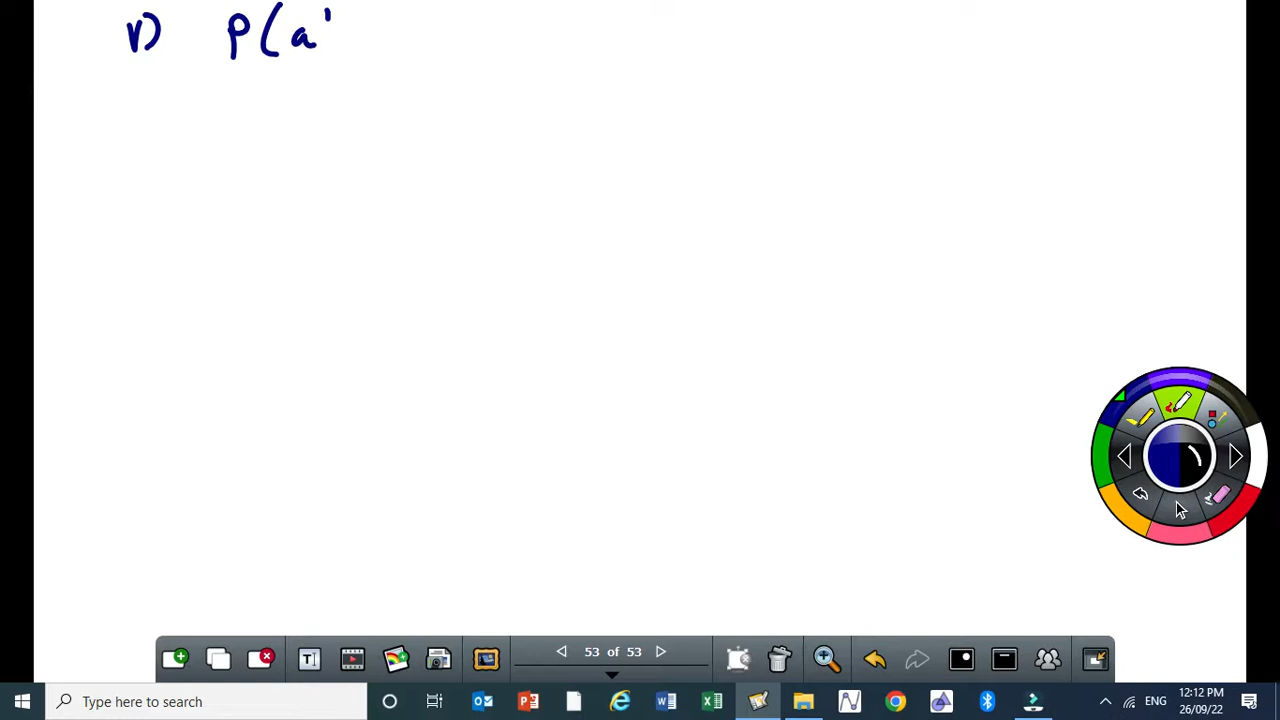 v) P(a'
53 of 53
Type here to search
ENG
12:12 PM
26/09/22